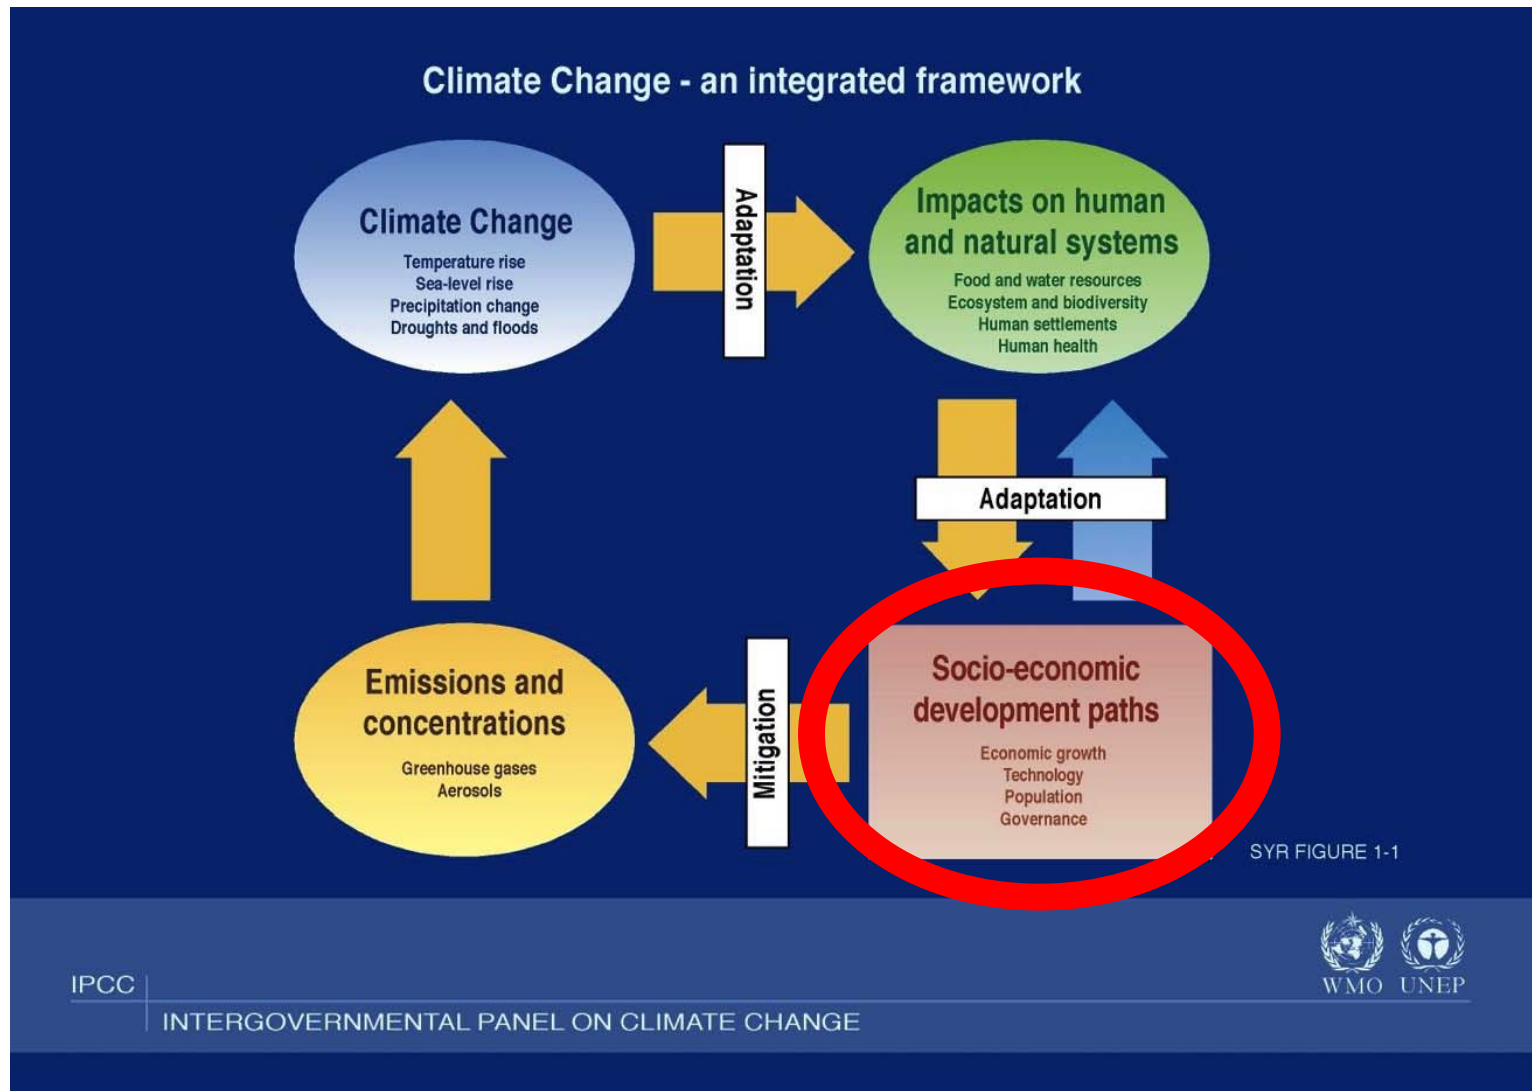 Climate Change - an integrated framework
Climate Change
Temperature rise
Sea-level rise
Precipitation change
Droughts and floods
Adaptation
Impacts on human
and natural systems
Food and water resources
Ecosystem and biodiversity
Human settlements
Human health
Adaptation
Emissions and
concentrations
Greenhouse gases
Aerosols
Mitigation
Socio-economic
development paths
Economic growth
Technology
Population
Governance
SYR FIGURE 1-1
WMO UNEP
IPCC
INTERGOVERNMENTAL PANEL ON CLIMATE CHANGE